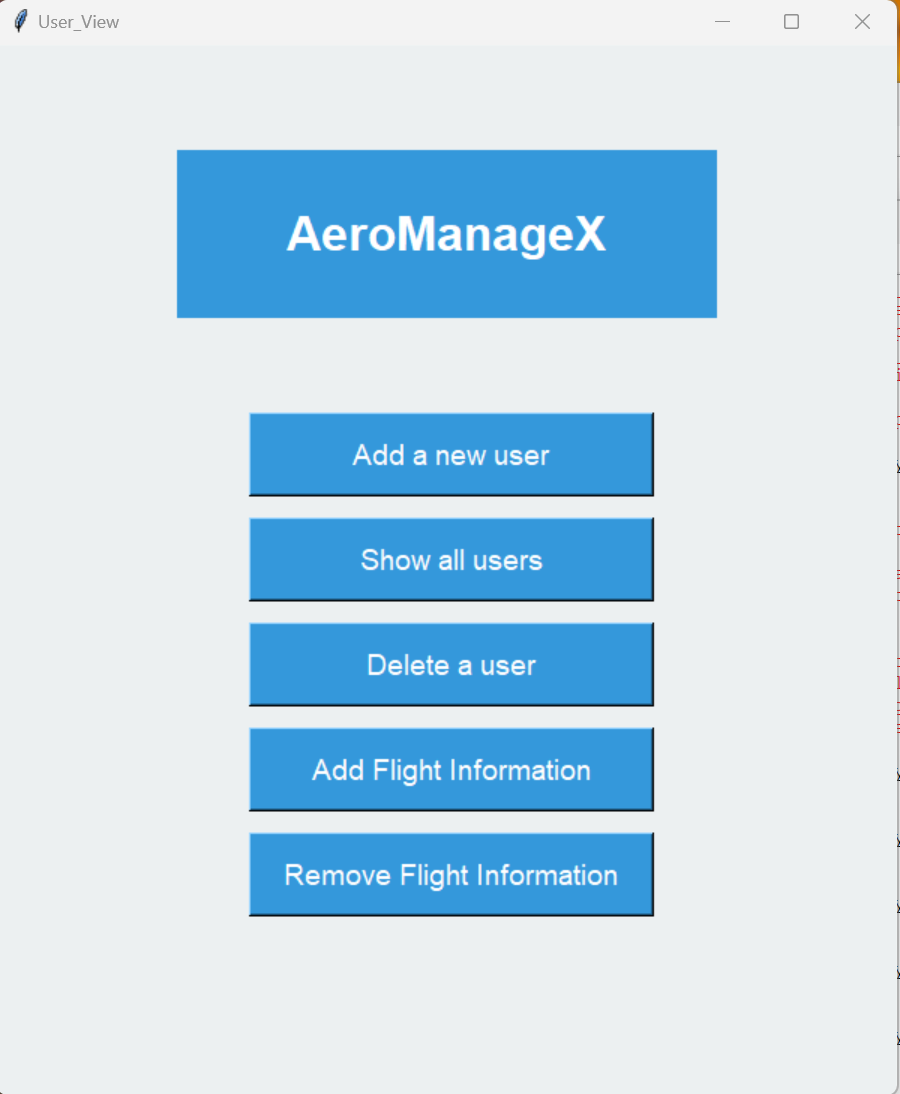 User_View
AeroManageX
Add a new user
Show all users
Delete a user
Add Flight Information
Remove Flight Information